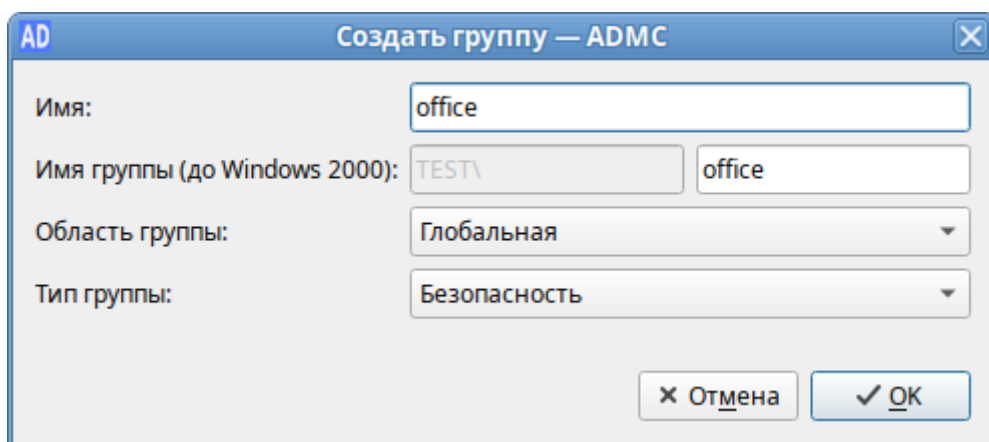 AD Создать группу — ADMC
Имя: office
Имя группы (до Windows 2000): TEST\ office
Область группы: Глобальная
Тип группы: Безопасность
Отмена OK